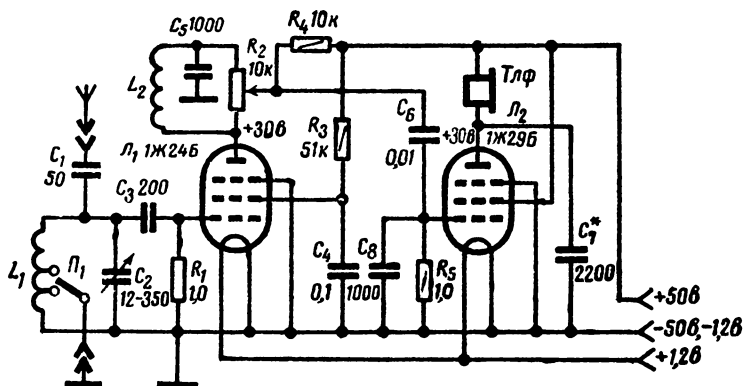 C₅1000
R₄ 10к
R₂
10к
L₂
Тлф
+30в
R₃
51к
C₆
0,01
+30в
Л₂
1Ж29Б
Л₁ 1Ж24Б
C₁
50
C₃ 200
L₁
П₁
C₂
12-350
R₁
1,0
C₄
0,1
C₈
1000
R₅
1,0
C₇*
2200
+50в
-50в,-1,2в
+1,2в